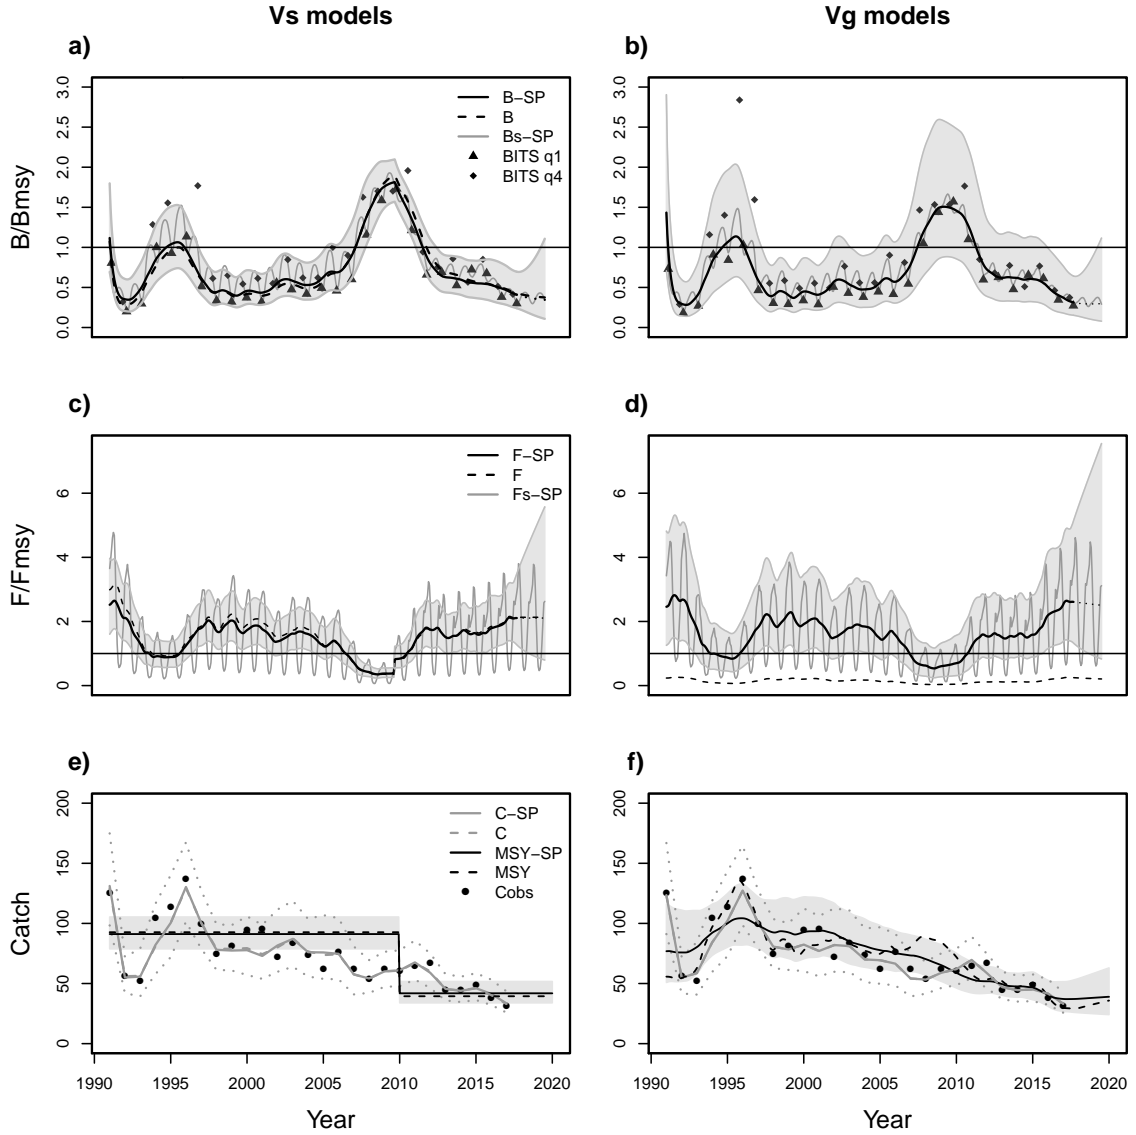 Vs models
Vg models
a)
b)
B/Bmsy
3.0
2.5
2.0
1.5
1.0
0.5
0.0
B−SP
B
Bs−SP
BITS q1
BITS q4
3.0
2.5
2.0
1.5
1.0
0.5
0.0
c)
d)
F/Fmsy
6
4
2
0
F−SP
F
Fs−SP
6
4
2
0
e)
f)
Catch
200
150
100
50
0
C−SP
C
MSY−SP
MSY
Cobs
200
150
100
50
0
1990 1995 2000 2005 2010 2015 2020
1990 1995 2000 2005 2010 2015 2020
Year
Year